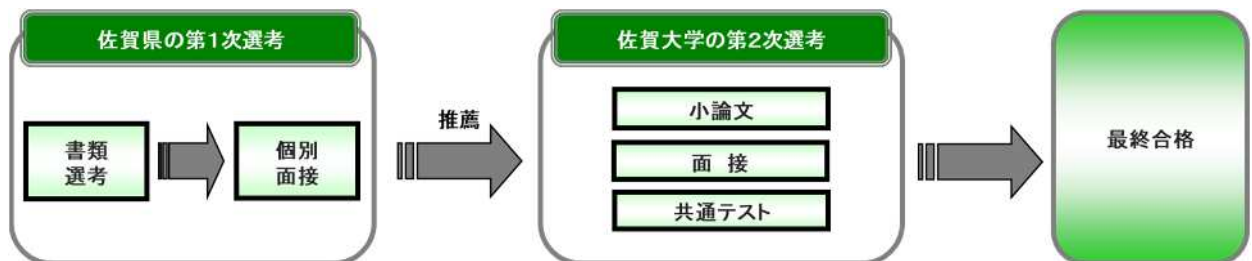 佐賀県の第1次選考
書類
選考
個別
面接
推薦
佐賀大学の第2次選考
小論文
面 接
共通テスト
最終合格